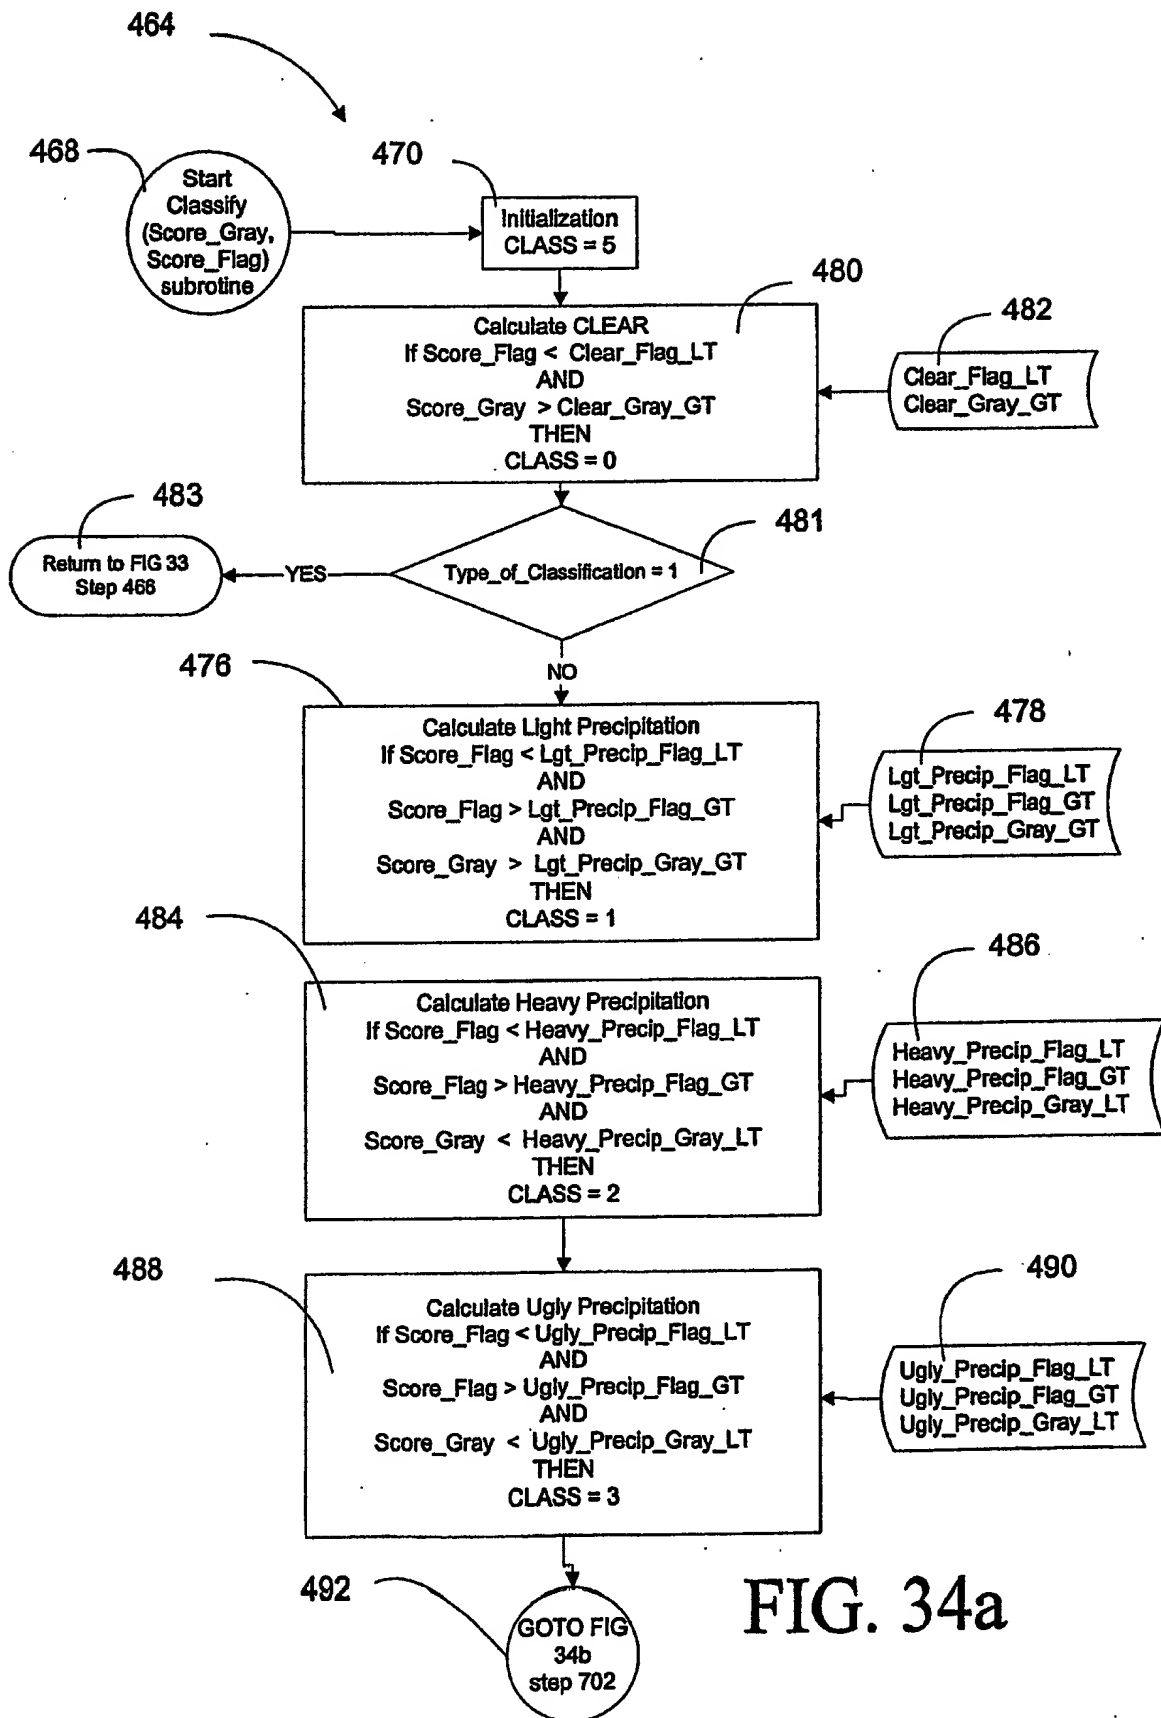 464
468
Start
Classify
(Score_Gray,
Score_Flag)
subrotine
470
Initialization
CLASS = 5
480
Calculate CLEAR
If Score_Flag < Clear_Flag_LT
AND
Score_Gray > Clear_Gray_GT
THEN
CLASS = 0
482
Clear_Flag_LT
Clear_Gray_GT
483
Return to FIG 33
Step 466
YES
481
Type_of_Classification = 1
NO
476
Calculate Light Precipitation
If Score_Flag < Lgt_Precip_Flag_LT
AND
Score_Flag > Lgt_Precip_Flag_GT
AND
Score_Gray > Lgt_Precip_Gray_GT
THEN
CLASS = 1
478
Lgt_Precip_Flag_LT
Lgt_Precip_Flag_GT
Lgt_Precip_Gray_GT
484
Calculate Heavy Precipitation
If Score_Flag < Heavy_Precip_Flag_LT
AND
Score_Flag > Heavy_Precip_Flag_GT
AND
Score_Gray < Heavy_Precip_Gray_LT
THEN
CLASS = 2
486
Heavy_Precip_Flag_LT
Heavy_Precip_Flag_GT
Heavy_Precip_Gray_LT
488
Calculate Ugly Precipitation
If Score_Flag < Ugly_Precip_Flag_LT
AND
Score_Flag > Ugly_Precip_Flag_GT
AND
Score_Gray < Ugly_Precip_Gray_LT
THEN
CLASS = 3
490
Ugly_Precip_Flag_LT
Ugly_Precip_Flag_GT
Ugly_Precip_Gray_LT
492
GOTO FIG
34b
step 702
FIG. 34a